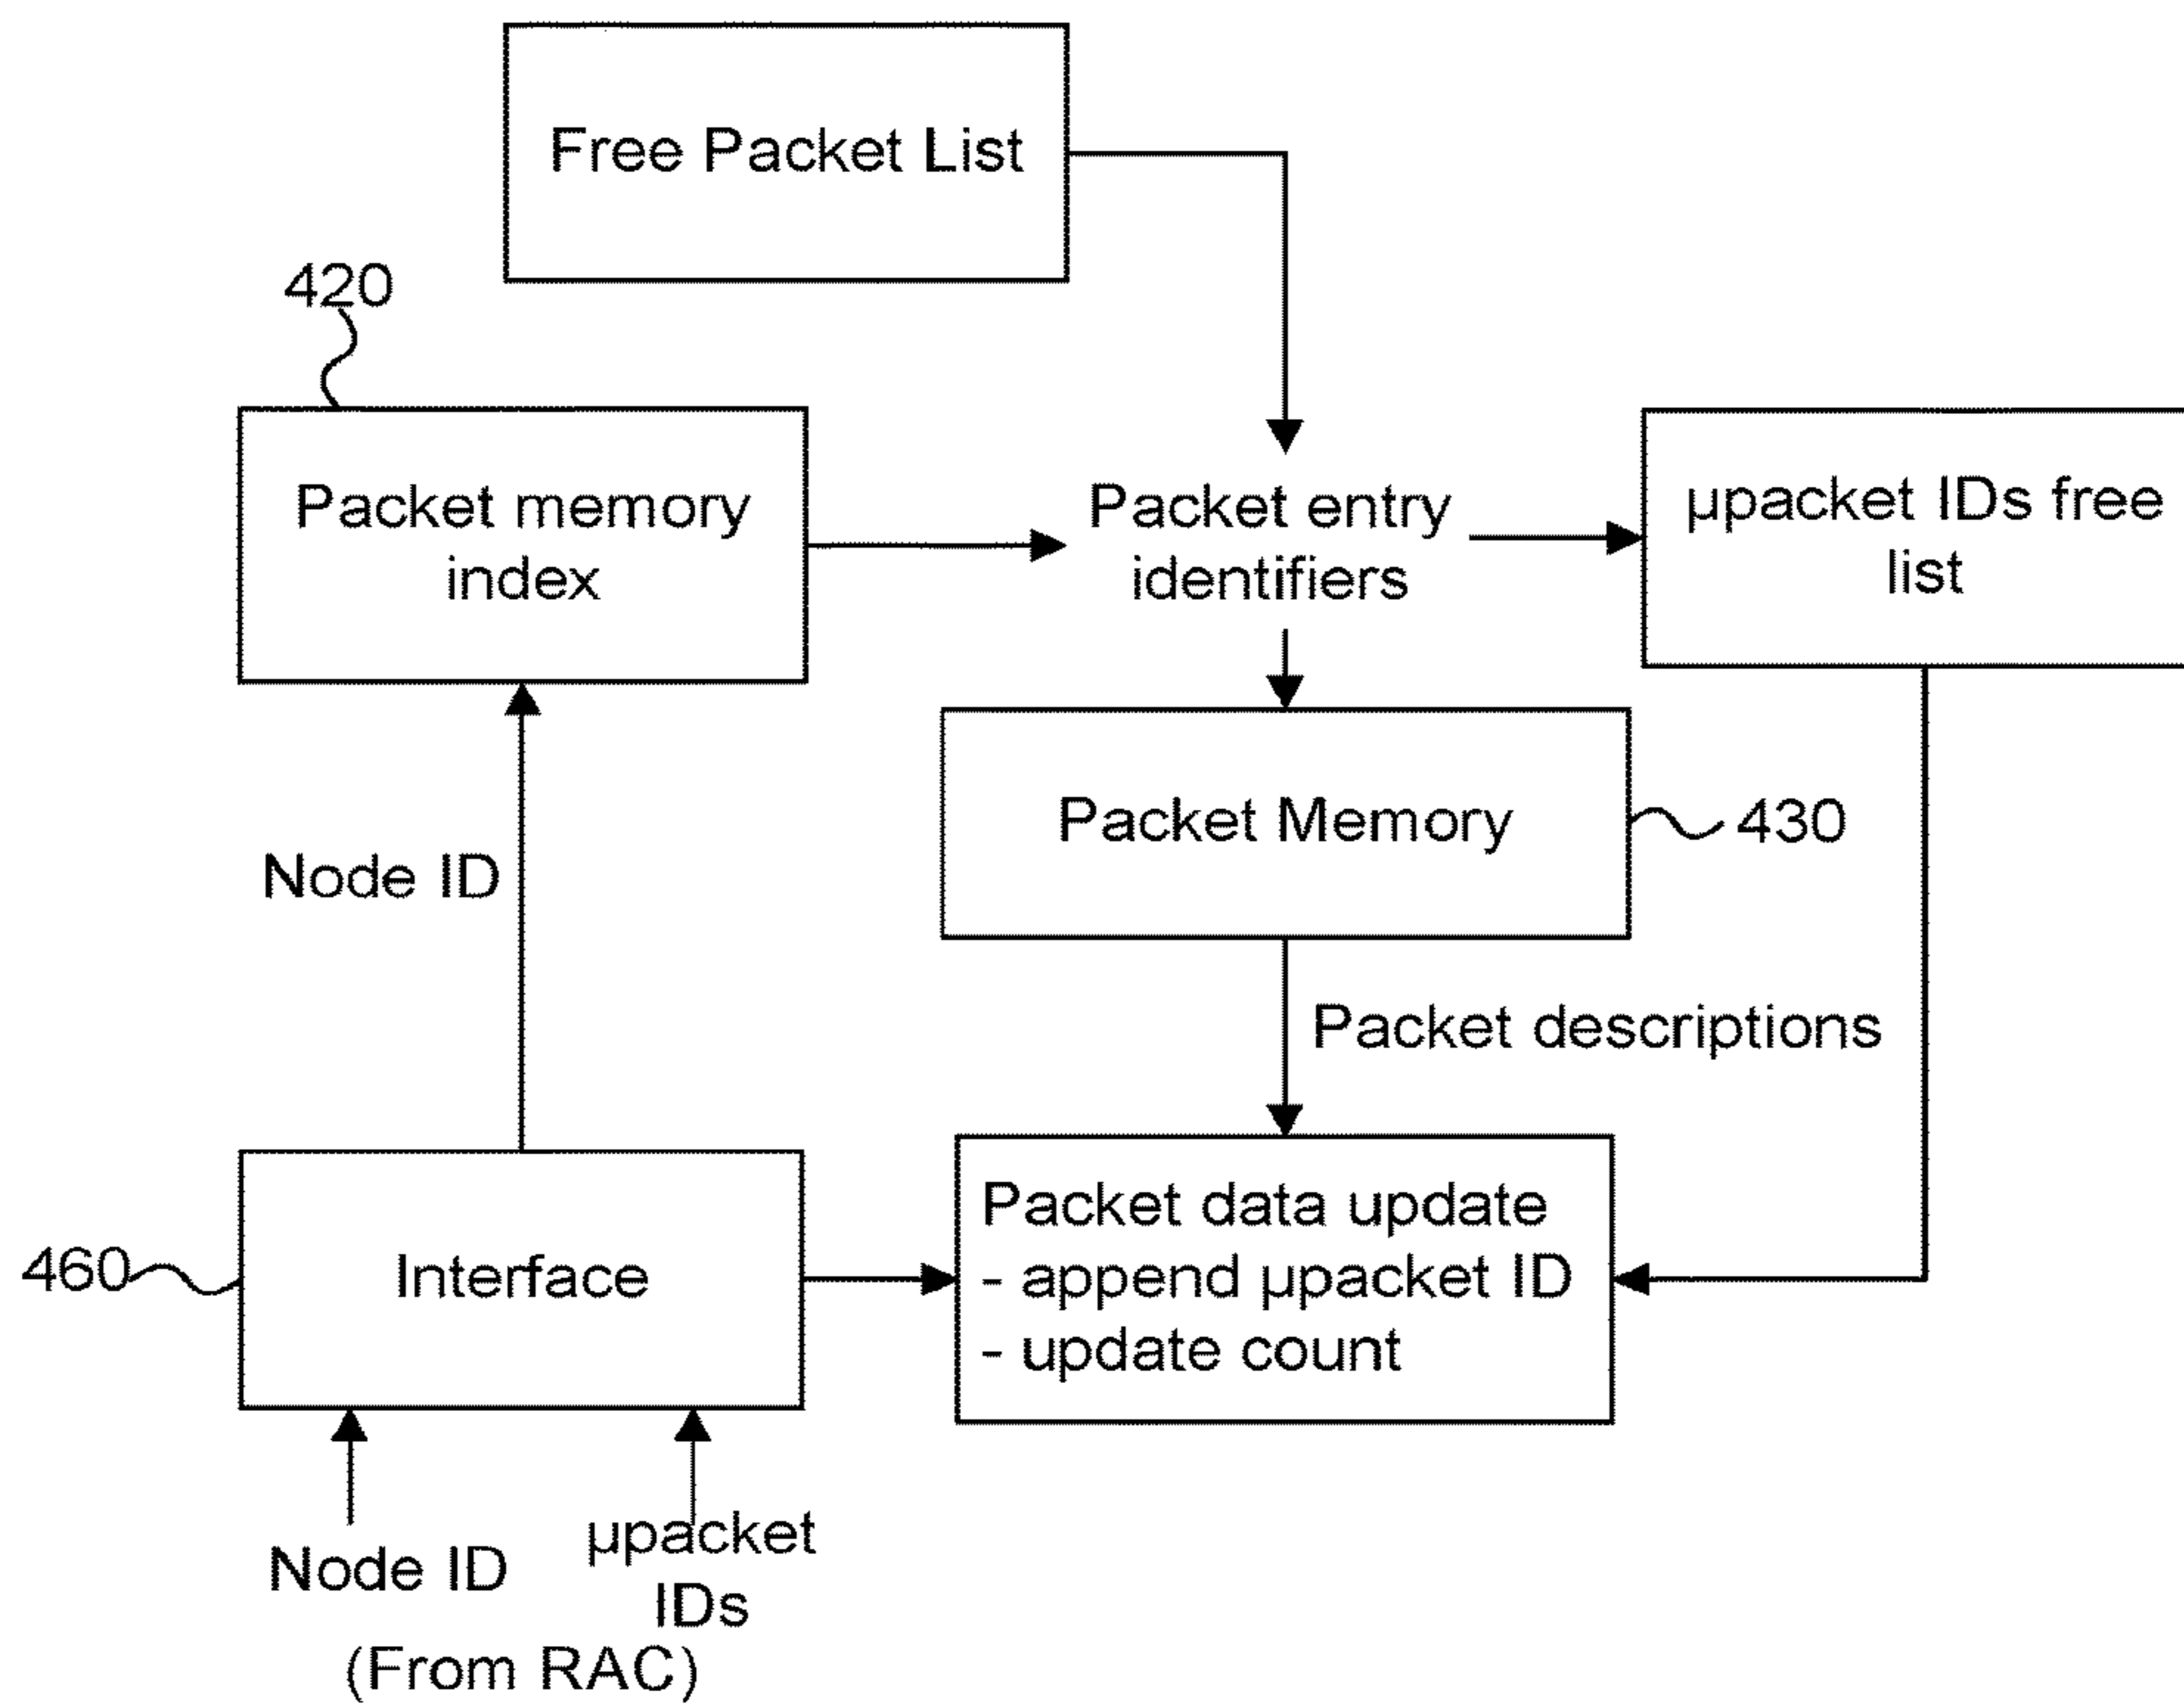 Free Packet List
420
Packet memory
index
Packet entry
identifiers
µpacket IDs free
list
Packet Memory
430
Node ID
Packet descriptions
460
Interface
Packet data update
- append µpacket ID
- update count
Node ID
µpacket
IDs
(From RAC)